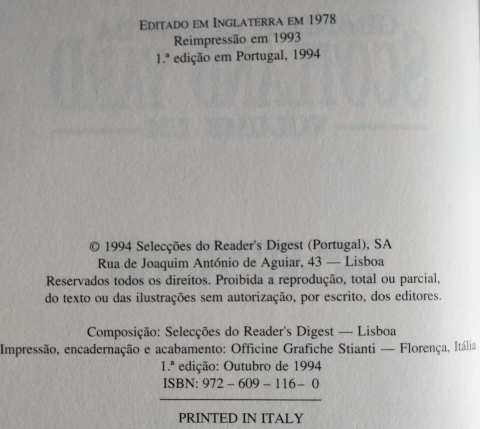 EDITADO EM INGLATERRA EM 1978
Reimpressão em 1993
1.ª edição em Portugal, 1994
© 1994 Selecções do Reader's Digest (Portugal), SA
Rua de Joaquim António de Aguiar, 43 — Lisboa
Reservados todos os direitos. Proibida a reprodução, total ou parcial,
do texto ou das ilustrações sem autorização, por escrito, dos editores.
Composição: Selecções do Reader's Digest — Lisboa
Impressão, encadernação e acabamento: Officine Grafiche Stianti — Florença, Itália
1.ª edição: Outubro de 1994
ISBN: 972 – 609 – 116– 0
PRINTED IN ITALY